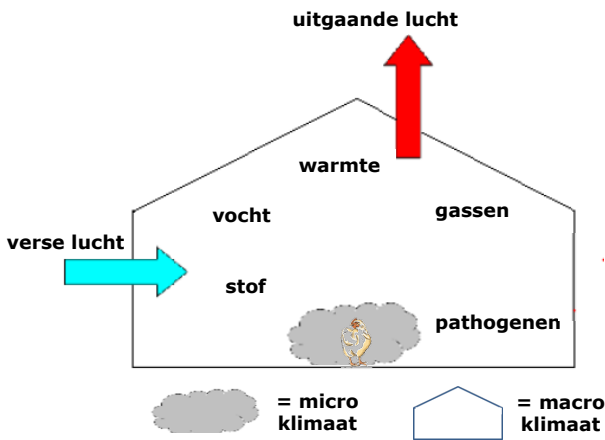 uitgaande lucht
warmte
vocht
gassen
verse lucht
stof
pathogenen
= micro
klimaat
= macro
klimaat